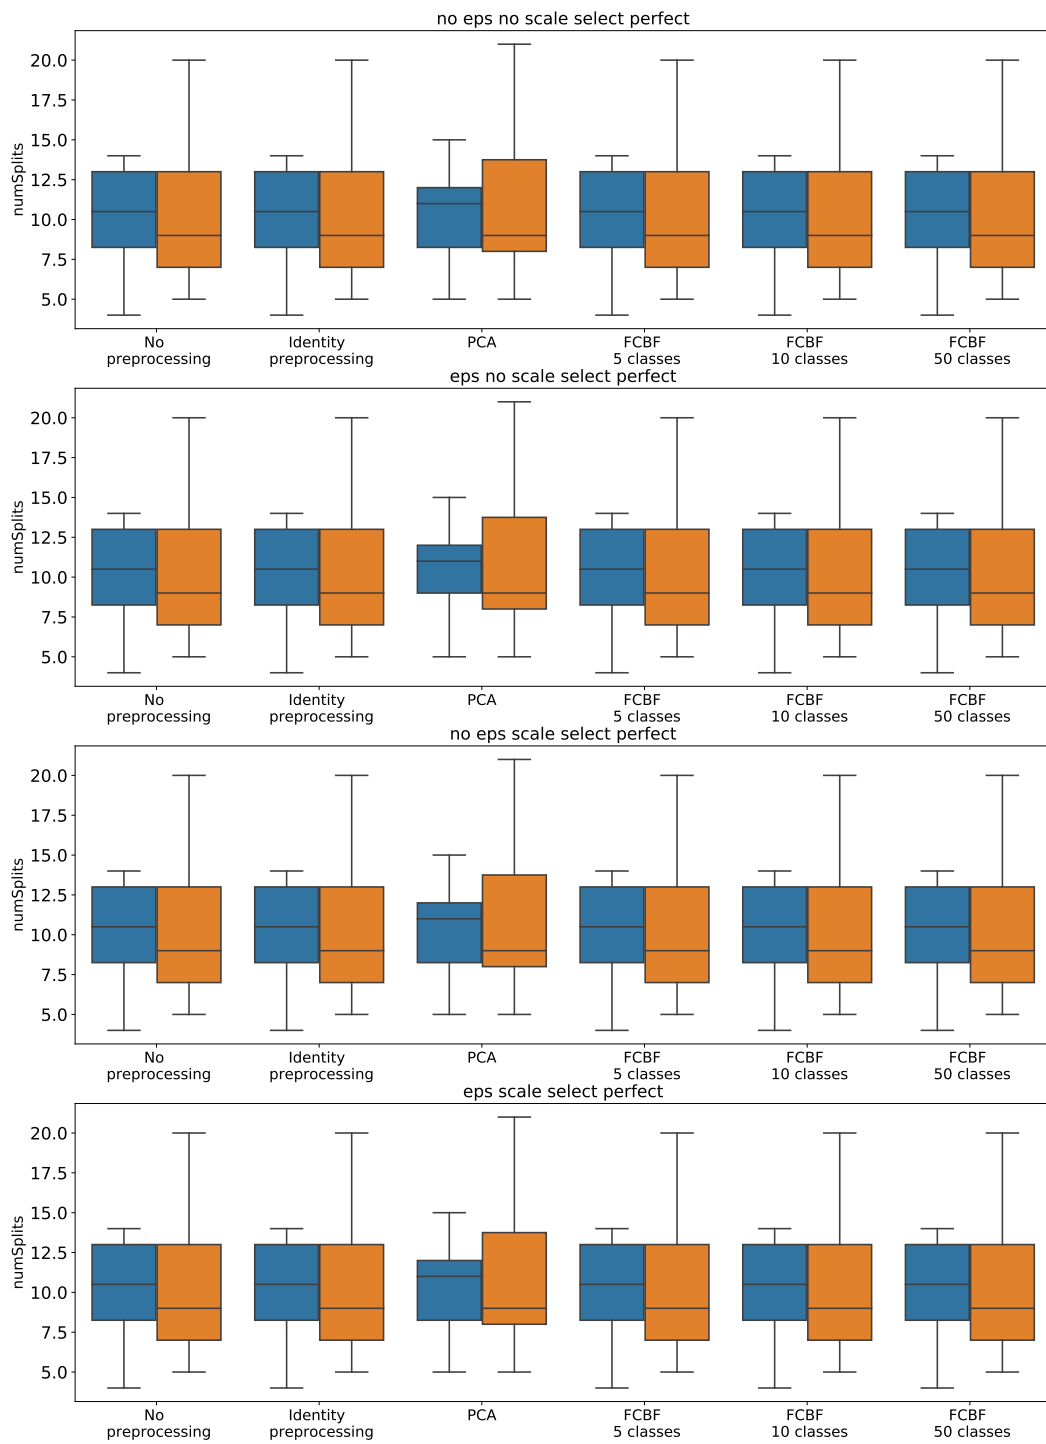 no eps no scale select perfect
numSplits
20.0
17.5
15.0
12.5
10.0
7.5
5.0
No preprocessing
Identity preprocessing
PCA
FCBF 5 classes
FCBF 10 classes
FCBF 50 classes
eps no scale select perfect
numSplits
20.0
17.5
15.0
12.5
10.0
7.5
5.0
No preprocessing
Identity preprocessing
PCA
FCBF 5 classes
FCBF 10 classes
FCBF 50 classes
no eps scale select perfect
numSplits
20.0
17.5
15.0
12.5
10.0
7.5
5.0
No preprocessing
Identity preprocessing
PCA
FCBF 5 classes
FCBF 10 classes
FCBF 50 classes
eps scale select perfect
numSplits
20.0
17.5
15.0
12.5
10.0
7.5
5.0
No preprocessing
Identity preprocessing
PCA
FCBF 5 classes
FCBF 10 classes
FCBF 50 classes